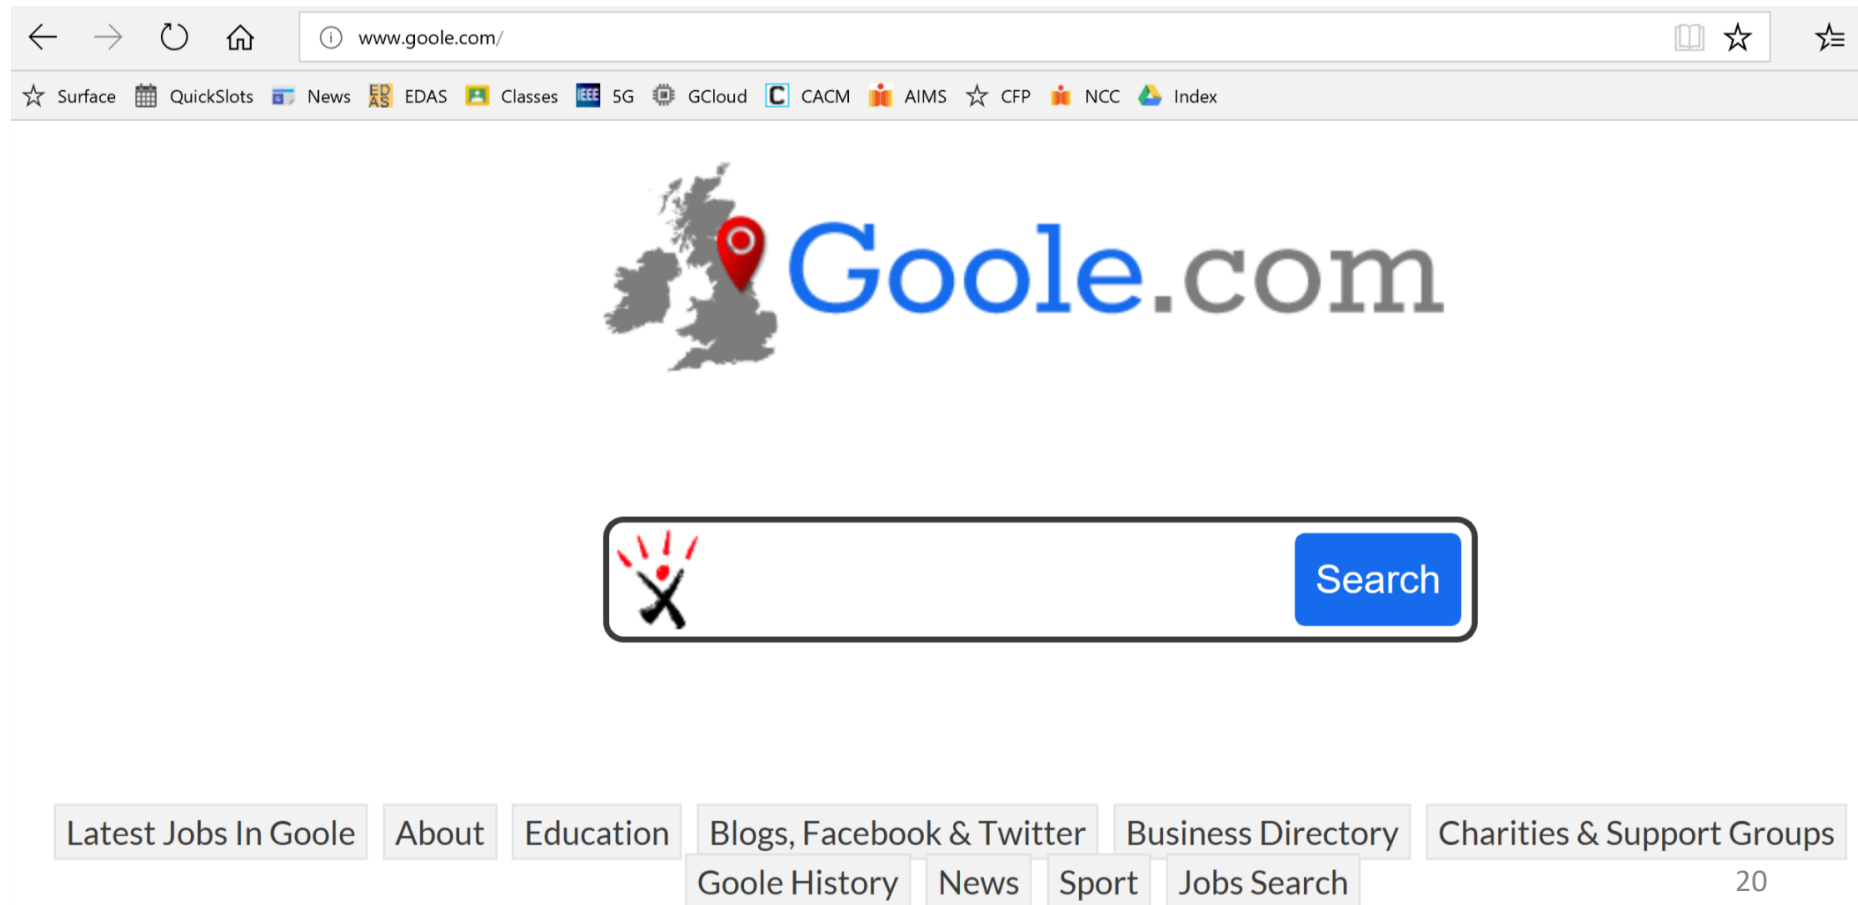 www.goole.com/
Surface QuickSlots News EDAS EDAS Classes IEEE 5G GCloud C CACM AIMS CFP NCC Index
Goole.com
Search
Latest Jobs In Goole About Education Blogs, Facebook & Twitter Business Directory Charities & Support Groups
Goole History News Sport Jobs Search
20